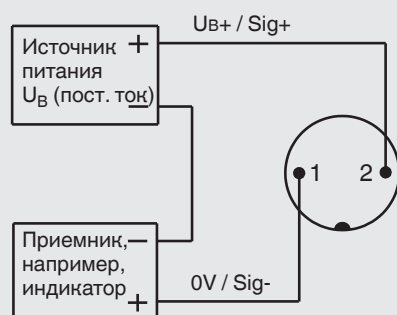 UB+ / Sig+
Источник +
питания
UB (пост. ток)
–
1 2
Приемник, –
например,
индикатор +
0V / Sig-